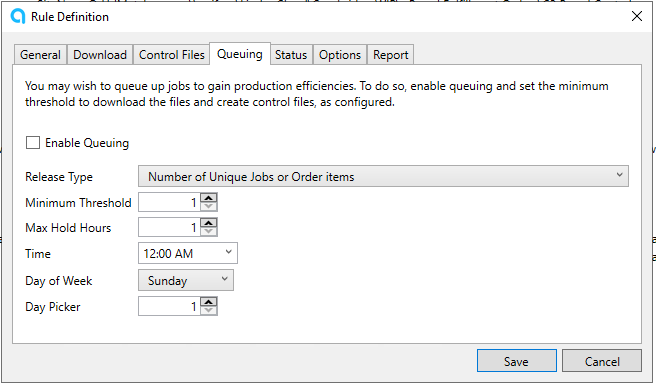 Rule Definition
General Download Control Files Queuing Status Options Report
You may wish to queue up jobs to gain production efficiencies. To do so, enable queuing and set the minimum
threshold to download the files and create control files, as configured.
Enable Queuing
Release Type Number of Unique Jobs or Order items
Minimum Threshold 1
Max Hold Hours 1
Time 12:00 AM
Day of Week Sunday
Day Picker 1
Save Cancel